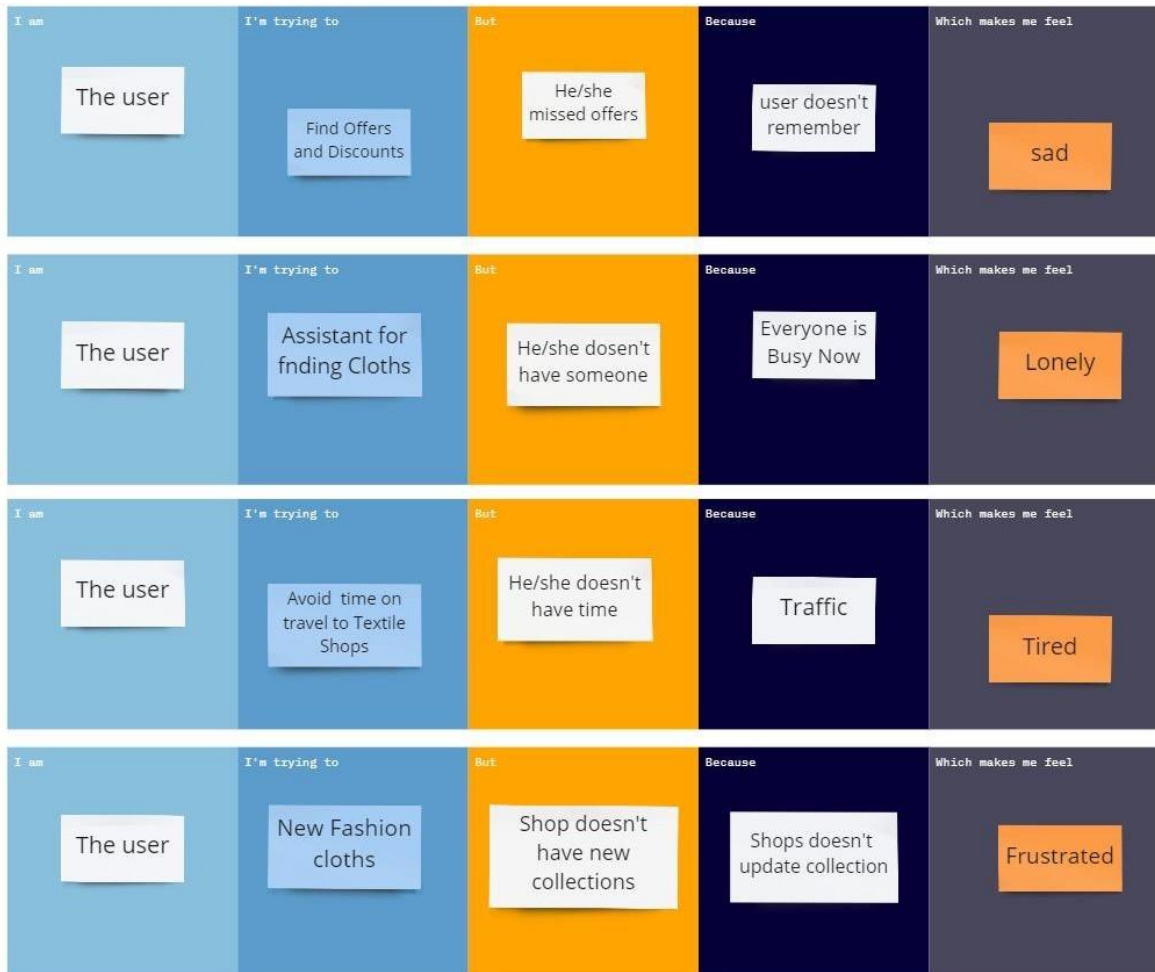 I am
I'm trying to
But
Because
Which makes me feel
The user
Find Offers
and Discounts
He/she
missed offers
user doesn't
remember
sad
I am
I'm trying to
But
Because
Which makes me feel
The user
Assistant for
fnding Cloths
He/she dosen't
have someone
Everyone is
Busy Now
Lonely
I am
I'm trying to
But
Because
Which makes me feel
The user
Avoid time on
travel to Textile
Shops
He/she doesn't
have time
Traffic
Tired
I am
I'm trying to
But
Because
Which makes me feel
The user
New Fashion
cloths
Shop doesn't
have new
collections
Shops doesn't
update collection
Frustrated